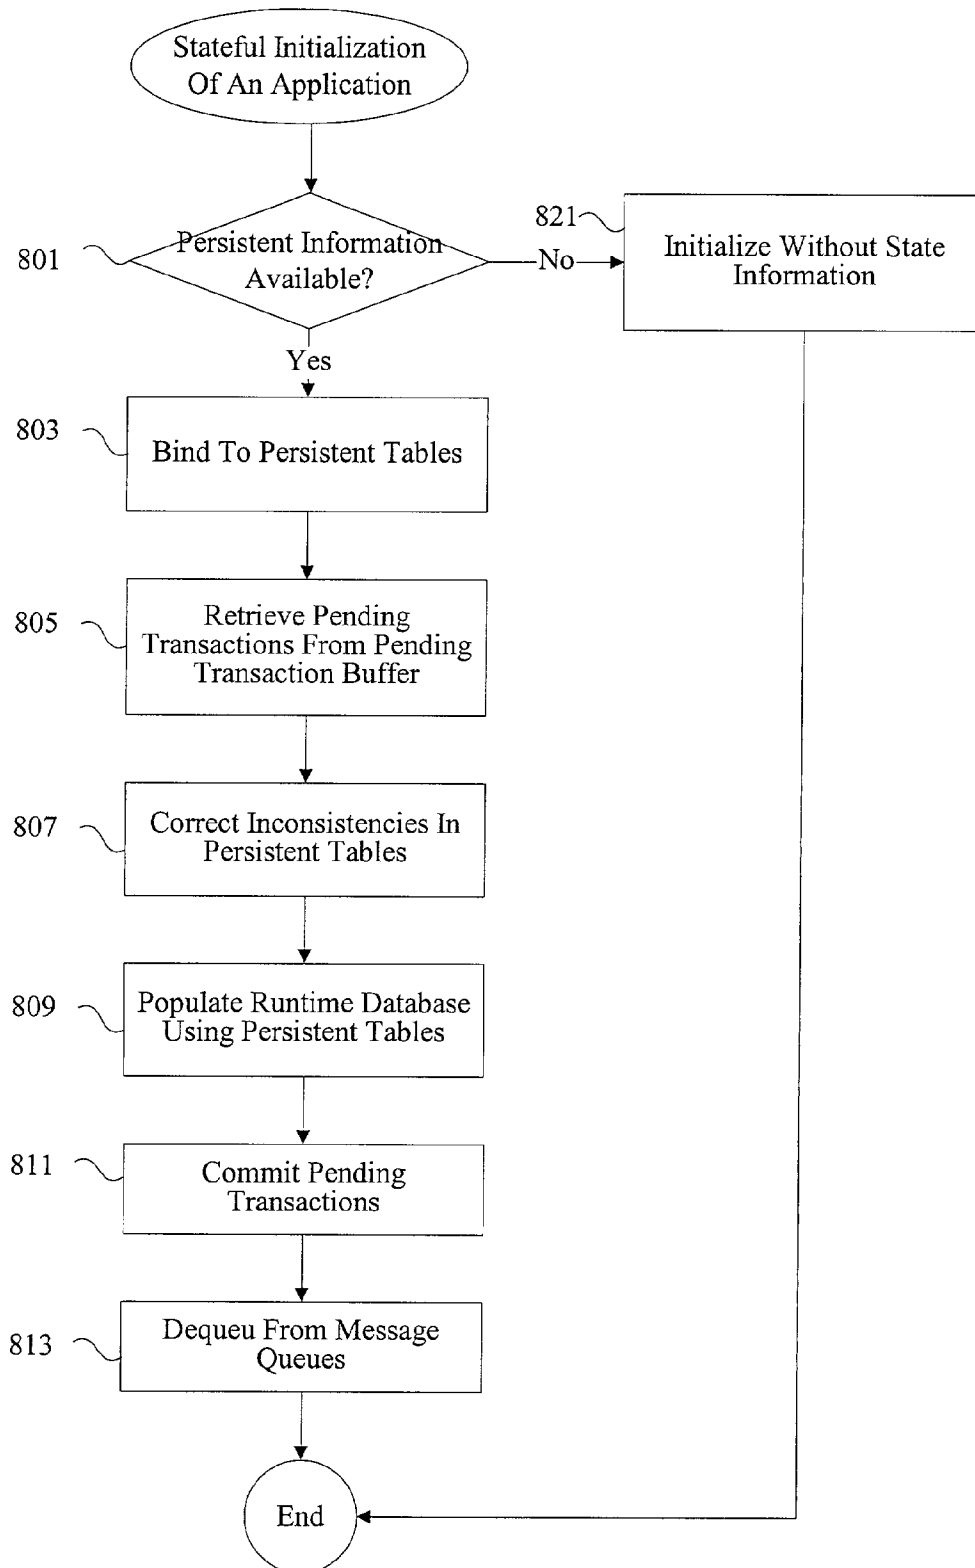 Stateful Initialization
Of An Application
801
Persistent Information
Available?
No
821
Initialize Without State
Information
Yes
803
Bind To Persistent Tables
805
Retrieve Pending
Transactions From Pending
Transaction Buffer
807
Correct Inconsistencies In
Persistent Tables
809
Populate Runtime Database
Using Persistent Tables
811
Commit Pending
Transactions
813
Dequeu From Message
Queues
End